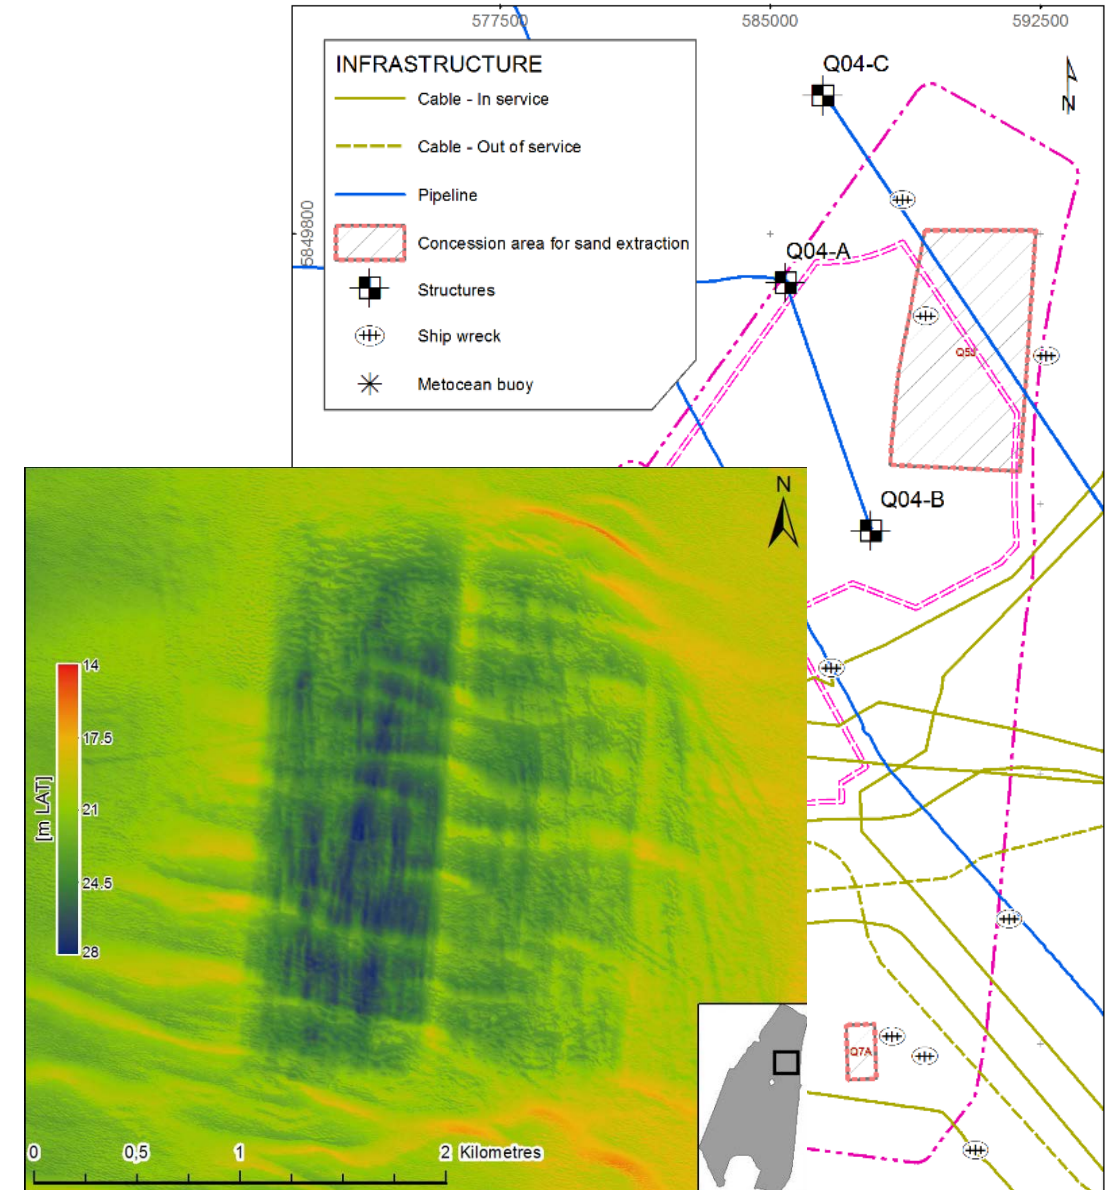 577500
585000
592500
5849800
INFRASTRUCTURE
Cable - In service
Cable - Out of service
Pipeline
Concession area for sand extraction
Structures
Ship wreck
Metocean buoy
Q04-C
N
Q04-A
Q04-B
N
[m LAT]
14
17.5
21
24.5
28
Q7A
0
0,5
1
2 Kilometres